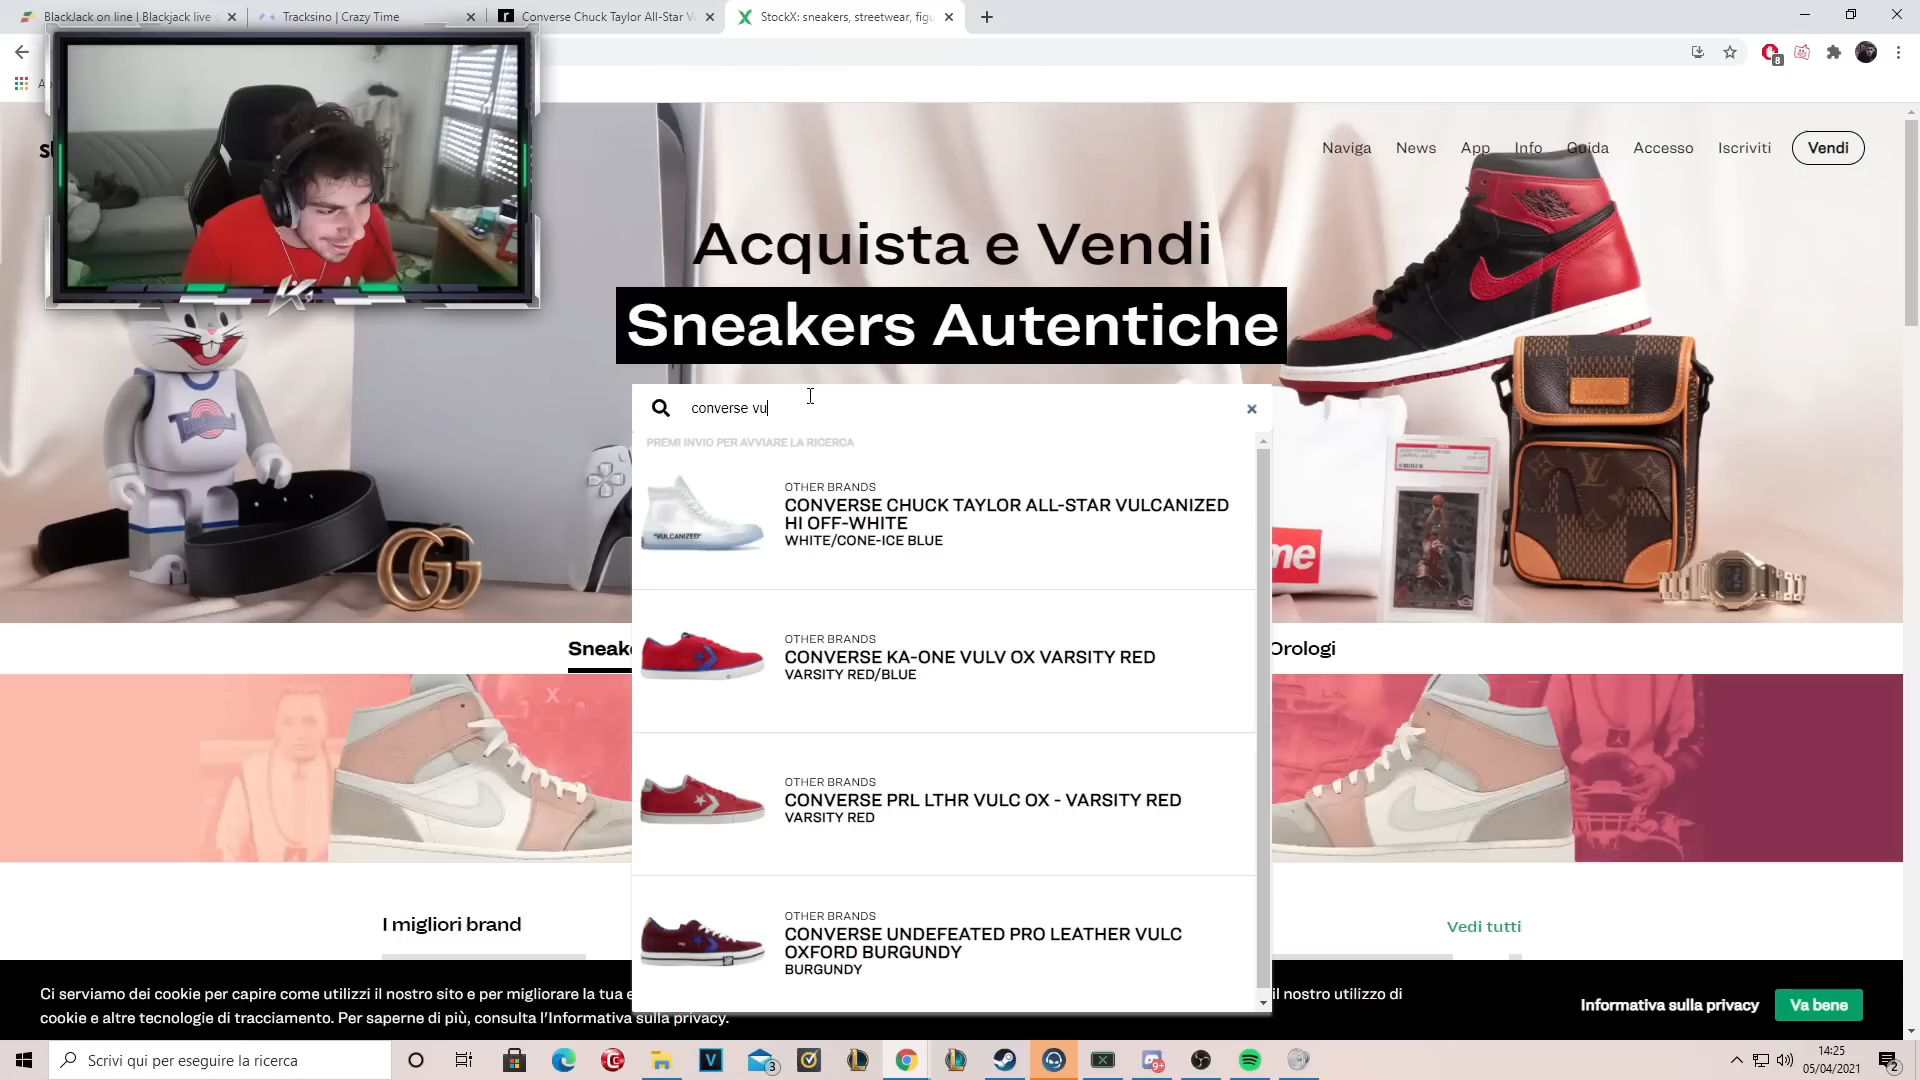 BlackJack on line | Blackjack live s
Tracksino | Crazy Time
Converse Chuck Taylor All-Star V
StockX: sneakers, streetwear, figu
8
Naviga
News
App
Info
Guida
Accesso
Iscriviti
Vendi
Acquista e Vendi
Sneakers Autentiche
converse vu
PREMI INVIO PER AVVIARE LA RICERCA
"VULCANIZED"
OTHER BRANDS
CONVERSE CHUCK TAYLOR ALL-STAR VULCANIZED
HI OFF-WHITE
WHITE/CONE-ICE BLUE
OTHER BRANDS
CONVERSE KA-ONE VULV OX VARSITY RED
VARSITY RED/BLUE
OTHER BRANDS
CONVERSE PRL LTHR VULC OX - VARSITY RED
VARSITY RED
OTHER BRANDS
CONVERSE UNDEFEATED PRO LEATHER VULC
OXFORD BURGUNDY
BURGUNDY
Sneake
Orologi
I migliori brand
Vedi tutti
Ci serviamo dei cookie per capire come utilizzi il nostro sito e per migliorare la tua e
il nostro utilizzo di
cookie e altre tecnologie di tracciamento. Per saperne di più, consulta l'Informativa sulla privacy.
Informativa sulla privacy
Va bene
Scrivi qui per eseguire la ricerca
3
9+
14:25
05/04/2021
2